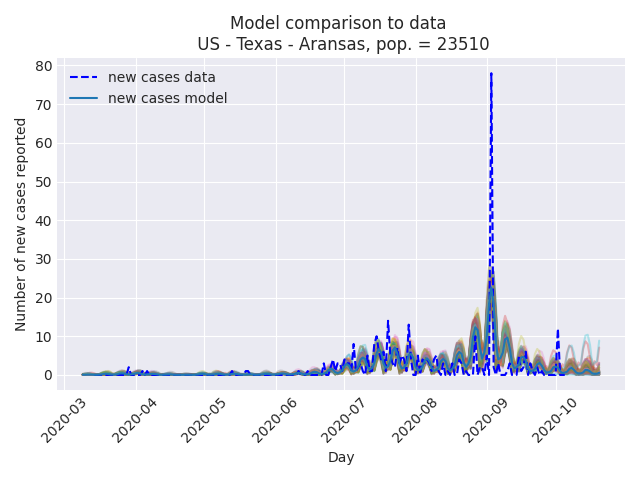 Model comparison to data
US - Texas - Aransas, pop. = 23510
new cases data
new cases model
Number of new cases reported
80
70
60
50
40
30
20
10
0
2020-03
2020-04
2020-05
2020-06
2020-07
2020-08
2020-09
2020-10
Day